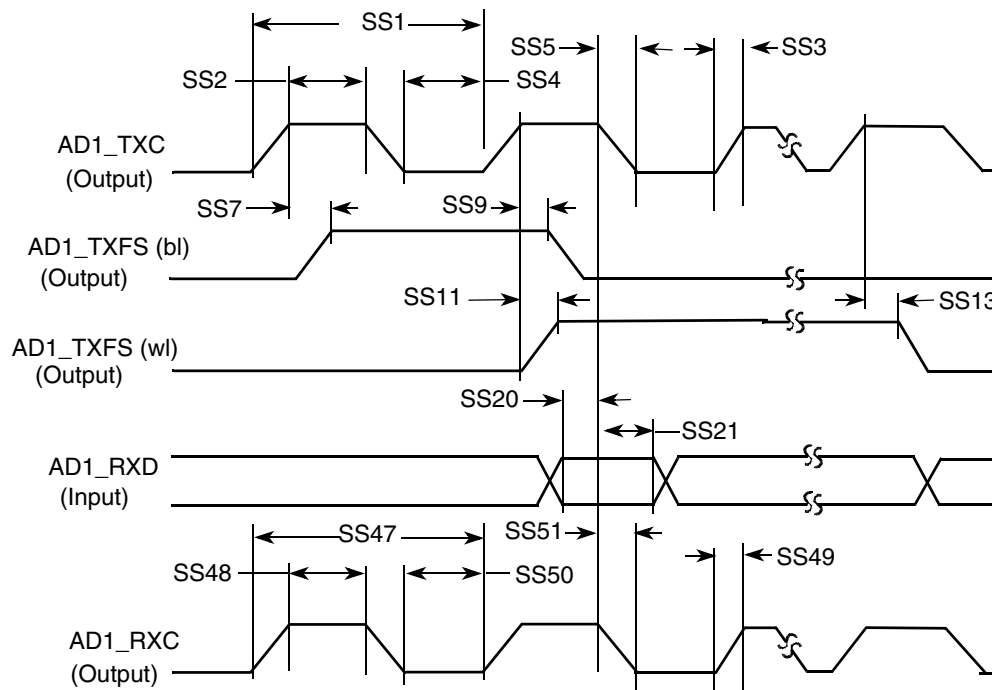 SS1
SS5
SS3
SS2
SS4
AD1_TXC
(Output)
SS7
SS9
AD1_TXFS (bl)
(Output)
SS11
SS13
AD1_TXFS (wl)
(Output)
SS20
SS21
AD1_RXD
(Input)
SS47
SS51
SS49
SS48
SS50
AD1_RXC
(Output)